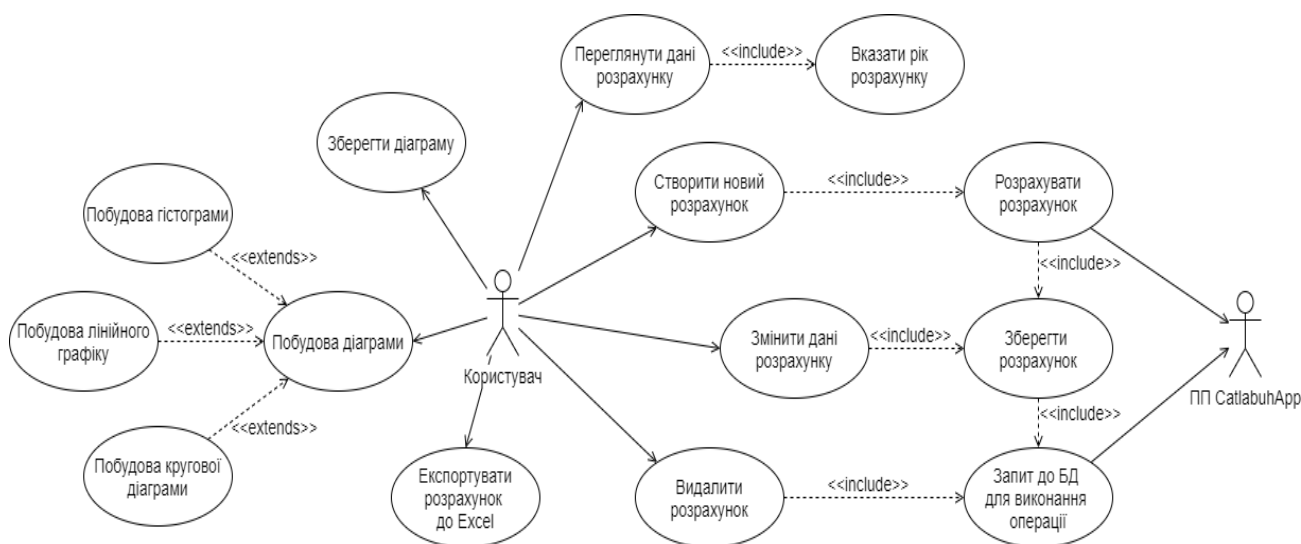 Переглянути дані
розрахунку
<<include>>
Вказати рік
розрахунку
Зберегти діаграму
Створити новий
розрахунок
<<include>>
Розрахувати
розрахунок
Побудова гістограми
<<extends>>
<<include>>
Побудова лінійного
графіку
<<extends>>
Побудова діаграми
Користувач
Змінити дані
розрахунку
<<include>>
Зберегти
розрахунок
ПП CatlabuhApp
<<extends>>
<<include>>
Побудова кругової
діаграми
Експортувати
розрахунок
до Excel
Видалити
розрахунок
<<include>>
Запит до БД
для виконання
операції